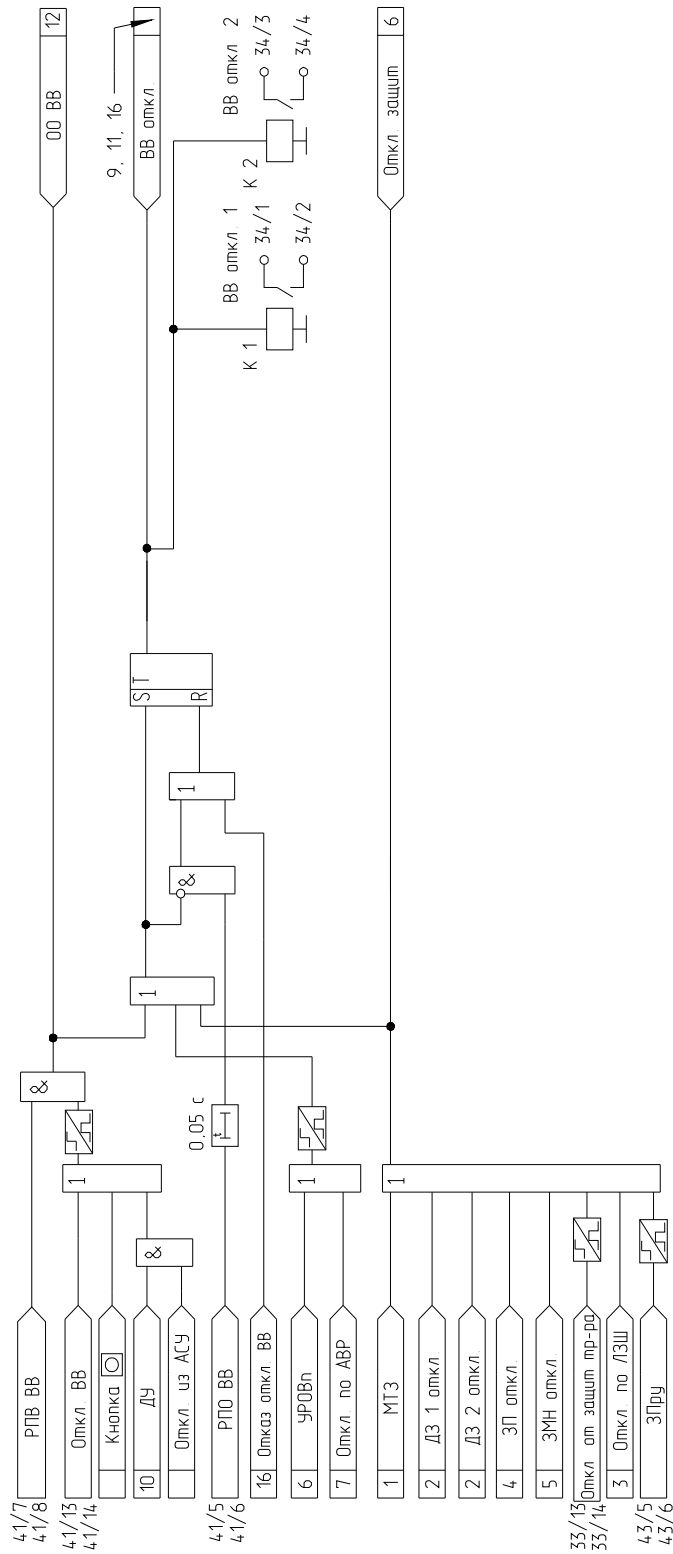 41/7
41/8
РПВ ВВ
&
ОО ВВ
12
41/13
41/14
Откл. ВВ
Кнопка
1
10
ДУ
Откл. из АСУ
&
41/5
41/6
РПО ВВ
0,05 с
t
16
Отказ откл. ВВ
6
УРОВп
7
Откл. по АВР
1
1
&
1
S
T
R
9, 11, 16
ВВ откл.
К 1
ВВ откл. 1
34/1
34/2
К 2
ВВ откл 2
34/3
34/4
1
МТЗ
2
ДЗ 1 откл
2
ДЗ 2 откл.
4
ЗП откл.
5
ЗМН откл.
33/13
33/14
Откл от защит тр-ра
3
Откл. по ЛЗШ
43/5
43/6
ЗПру
1
Откл. защит
6